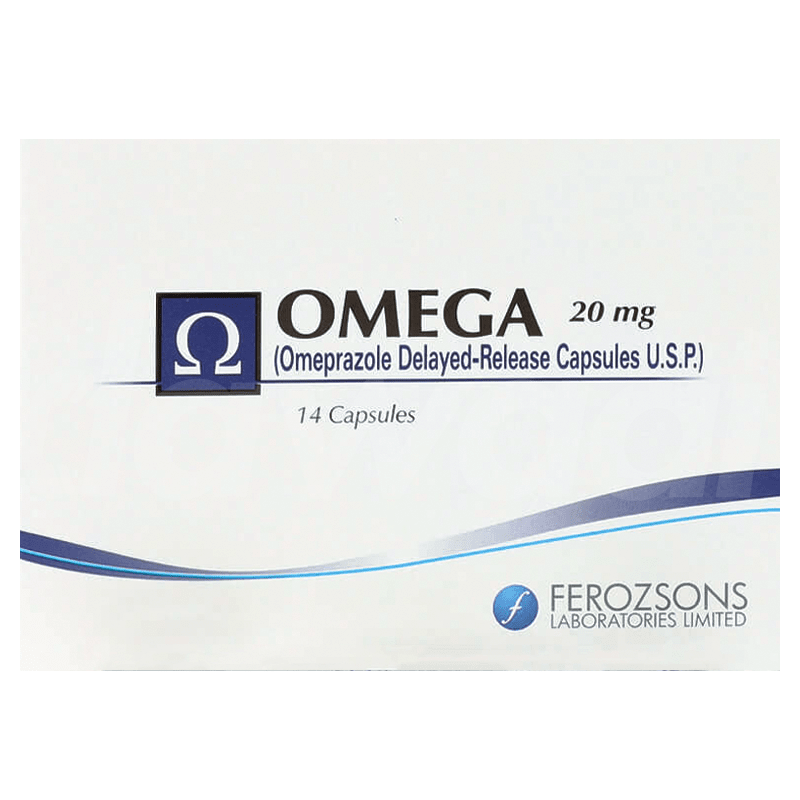 Ω
OMEGA 20 mg
(Omeprazole Delayed-Release Capsules U.S.P.)
14 Capsules
f FEROZSONS
LABORATORIES LIMITED